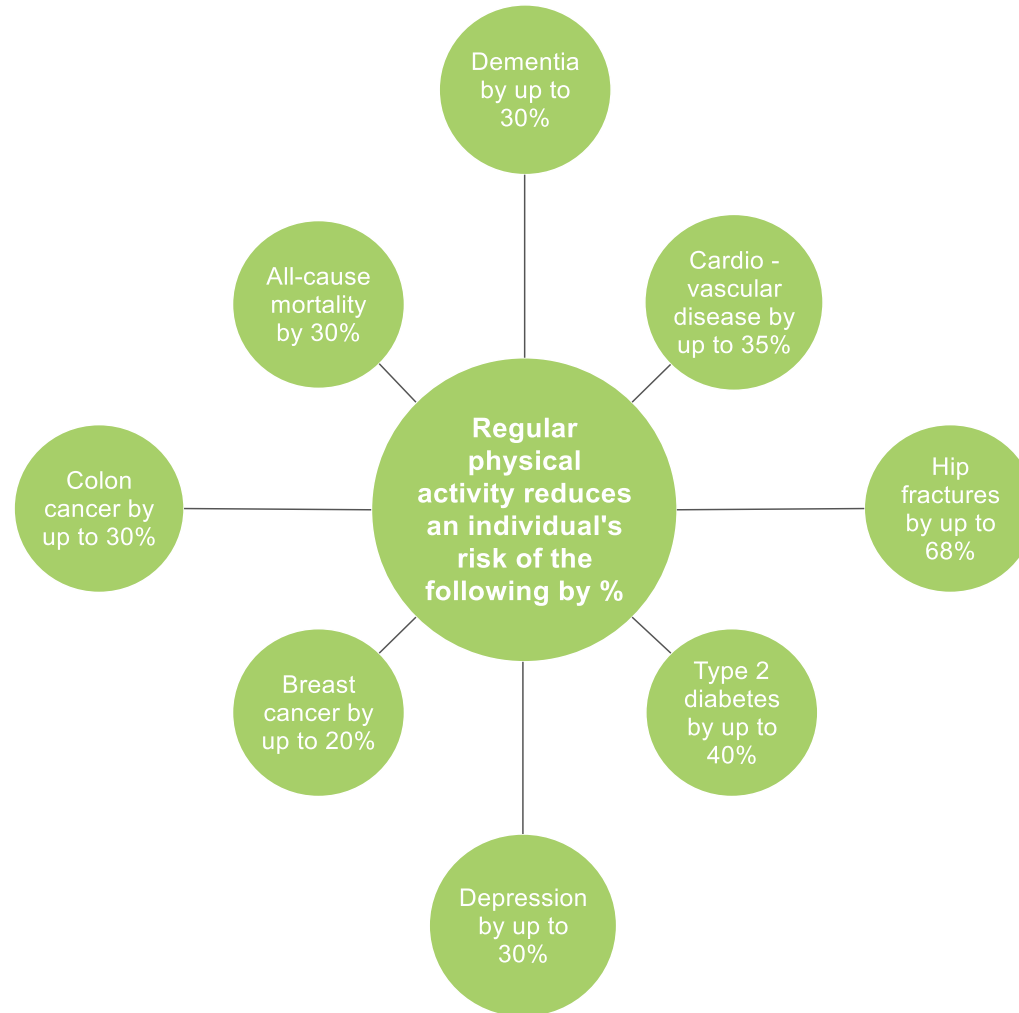 Dementia
by up to
30%
All-cause
mortality
by 30%
Cardio -
vascular
disease by
up to 35%
Regular
physical
activity reduces
an individual's
risk of the
following by %
Colon
cancer by
up to 30%
Hip
fractures
by up to
68%
Breast
cancer by
up to 20%
Type 2
diabetes
by up to
40%
Depression
by up to
30%